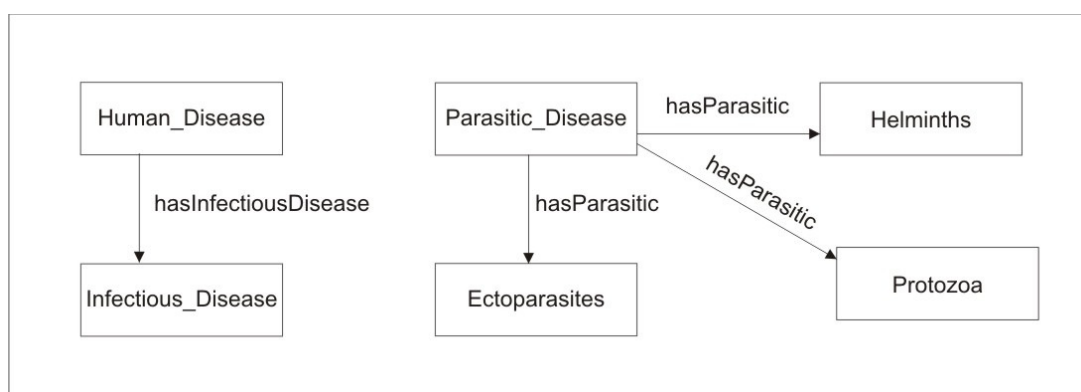 Human_Disease
hasInfectiousDisease
Infectious_Disease
Parasitic_Disease
hasParasitic
Helminths
hasParasitic
hasParasitic
Ectoparasites
Protozoa